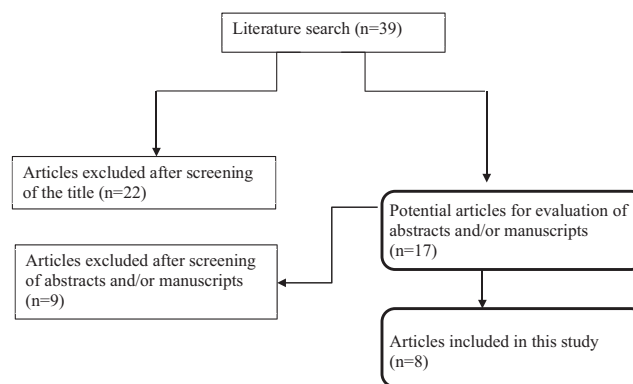 Literature search (n=39)
Articles excluded after screening
of the title (n=22)
Potential articles for evaluation of
abstracts and/or manuscripts
(n=17)
Articles excluded after screening
of abstracts and/or manuscripts
(n=9)
Articles included in this study
(n=8)